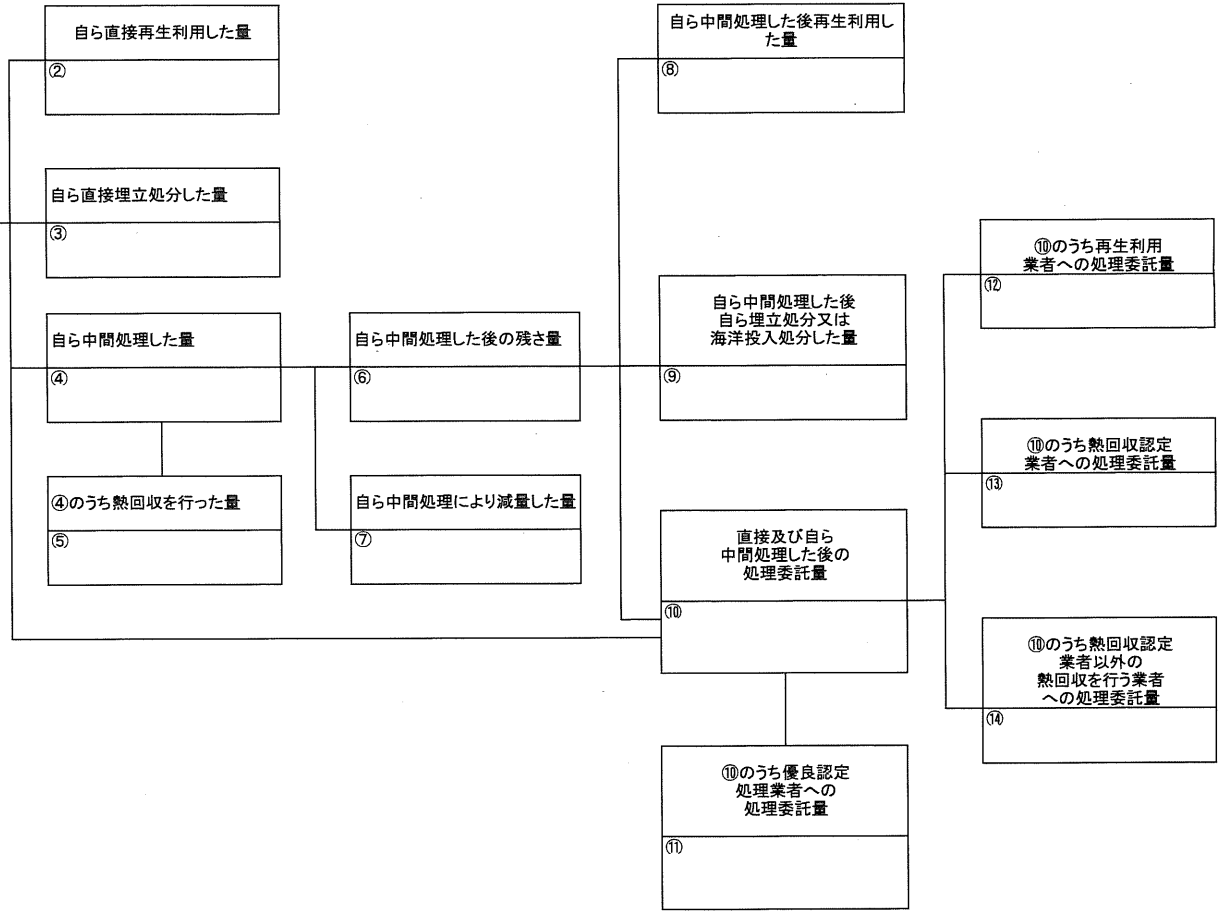 自ら直接再生利用した量
②
自ら直接埋立処分した量
③
自ら中間処理した量
④
④のうち熱回収を行った量
⑤
自ら中間処理した後の残さ量
⑥
自ら中間処理により減量した量
⑦
自ら中間処理した後再生利用し
た量
⑧
自ら中間処理した後
自ら埋立処分又は
海洋投入処分した量
⑨
直接及び自ら
中間処理した後の
処理委託量
⑩
⑩のうち優良認定
処理業者への
処理委託量
⑪
⑩のうち再生利用
業者への処理委託量
⑫
⑩のうち熱回収認定
業者への処理委託量
⑬
⑩のうち熱回収認定
業者以外の
熱回収を行う業者
への処理委託量
⑭